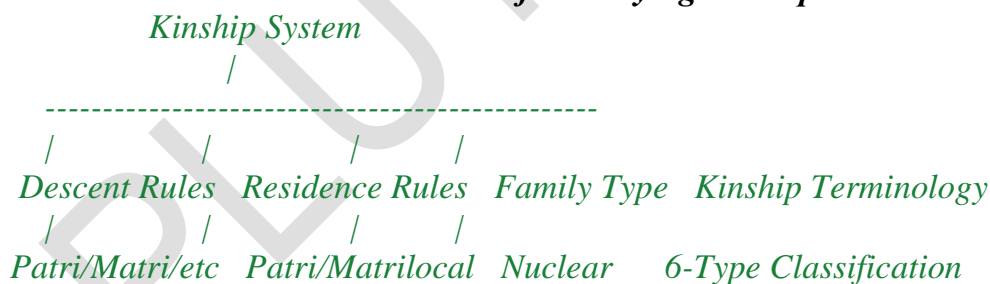 Kinship System
/
------------------------------------------------
/ / / /
Descent Rules Residence Rules Family Type Kinship Terminology
/ / / /
Patri/Matri/etc Patri/Matrilocal Nuclear 6-Type Classification